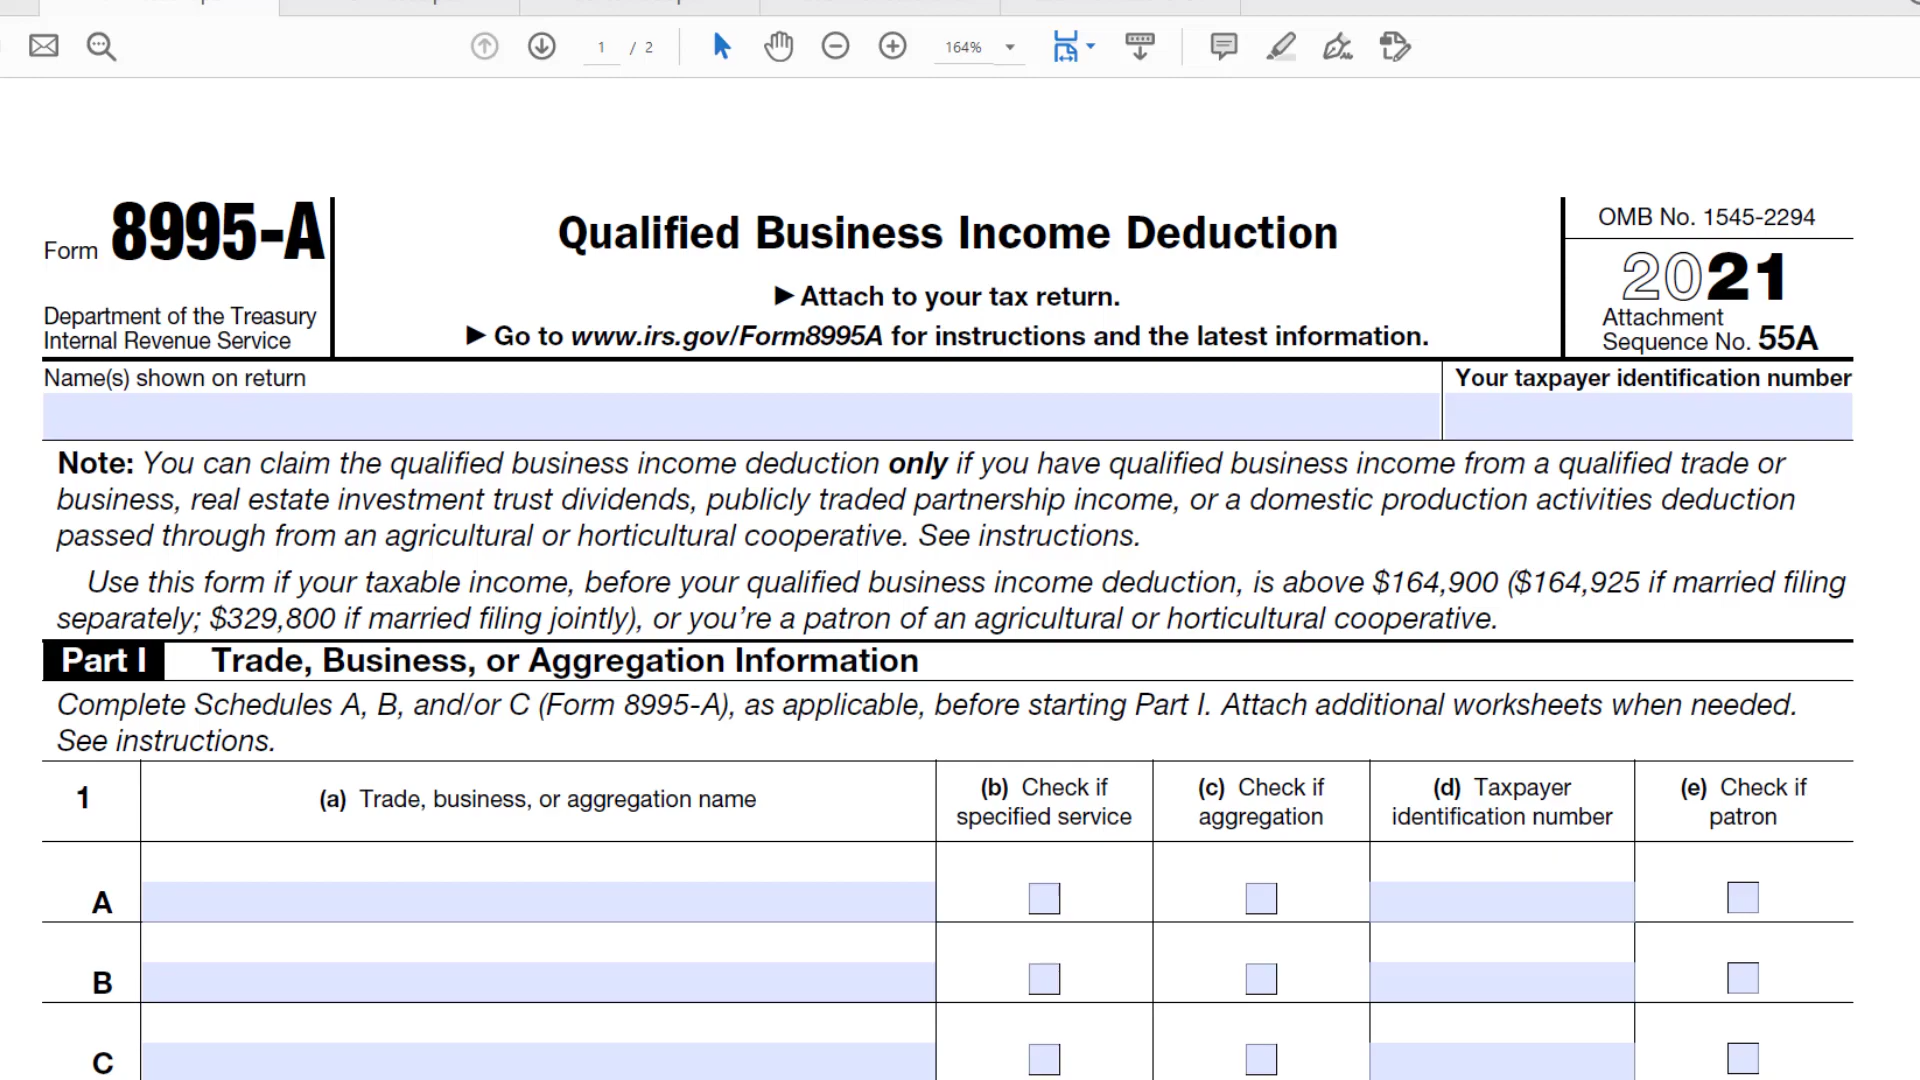 1 / 2
164%
Form 8995-A
Department of the Treasury
Internal Revenue Service
Qualified Business Income Deduction
▶ Attach to your tax return.
▶ Go to www.irs.gov/Form8995A for instructions and the latest information.
OMB No. 1545-2294
2021
Attachment
Sequence No. 55A
Name(s) shown on return
Your taxpayer identification number
Note: You can claim the qualified business income deduction only if you have qualified business income from a qualified trade or
business, real estate investment trust dividends, publicly traded partnership income, or a domestic production activities deduction
passed through from an agricultural or horticultural cooperative. See instructions.
Use this form if your taxable income, before your qualified business income deduction, is above $164,900 ($164,925 if married filing
separately; $329,800 if married filing jointly), or you’re a patron of an agricultural or horticultural cooperative.
Part I Trade, Business, or Aggregation Information
Complete Schedules A, B, and/or C (Form 8995-A), as applicable, before starting Part I. Attach additional worksheets when needed.
See instructions.
1
(a) Trade, business, or aggregation name
(b) Check if
specified service
(c) Check if
aggregation
(d) Taxpayer
identification number
(e) Check if
patron
A
B
C